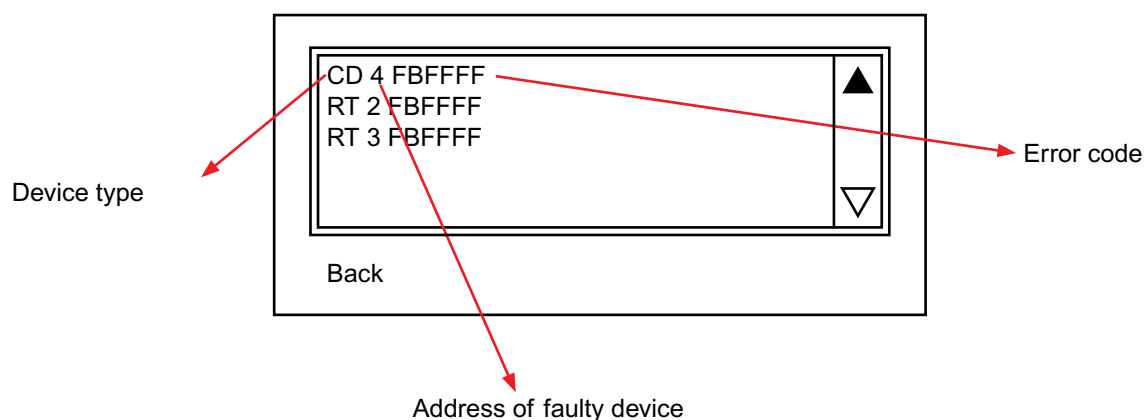 CD 4 FBFFFF
RT 2 FBFFFF
RT 3 FBFFFF
Error code
Device type
Back
Address of faulty device